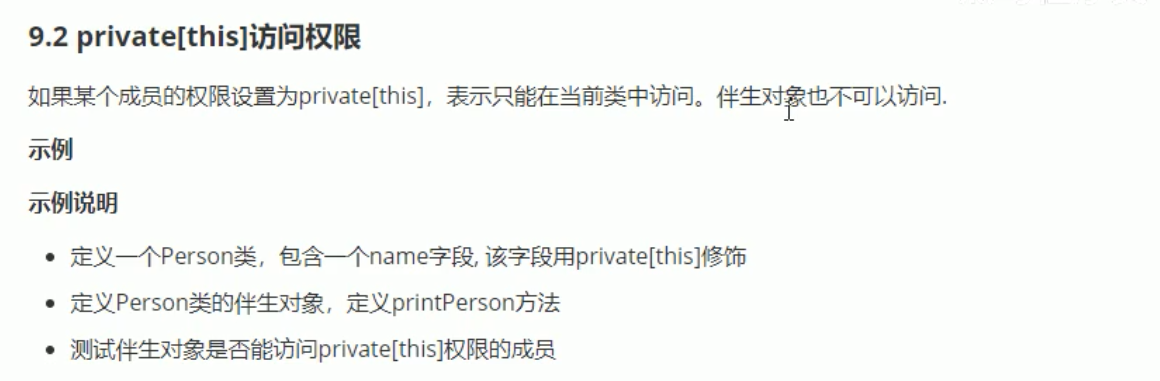 9.2 private[this]访问权限
如果某个成员的权限设置为private[this]，表示只能在当前类中访问。伴生对象也不可以访问.
示例
示例说明
• 定义一个Person类，包含一个name字段, 该字段用private[this]修饰
• 定义Person类的伴生对象，定义printPerson方法
• 测试伴生对象是否能访问private[this]权限的成员